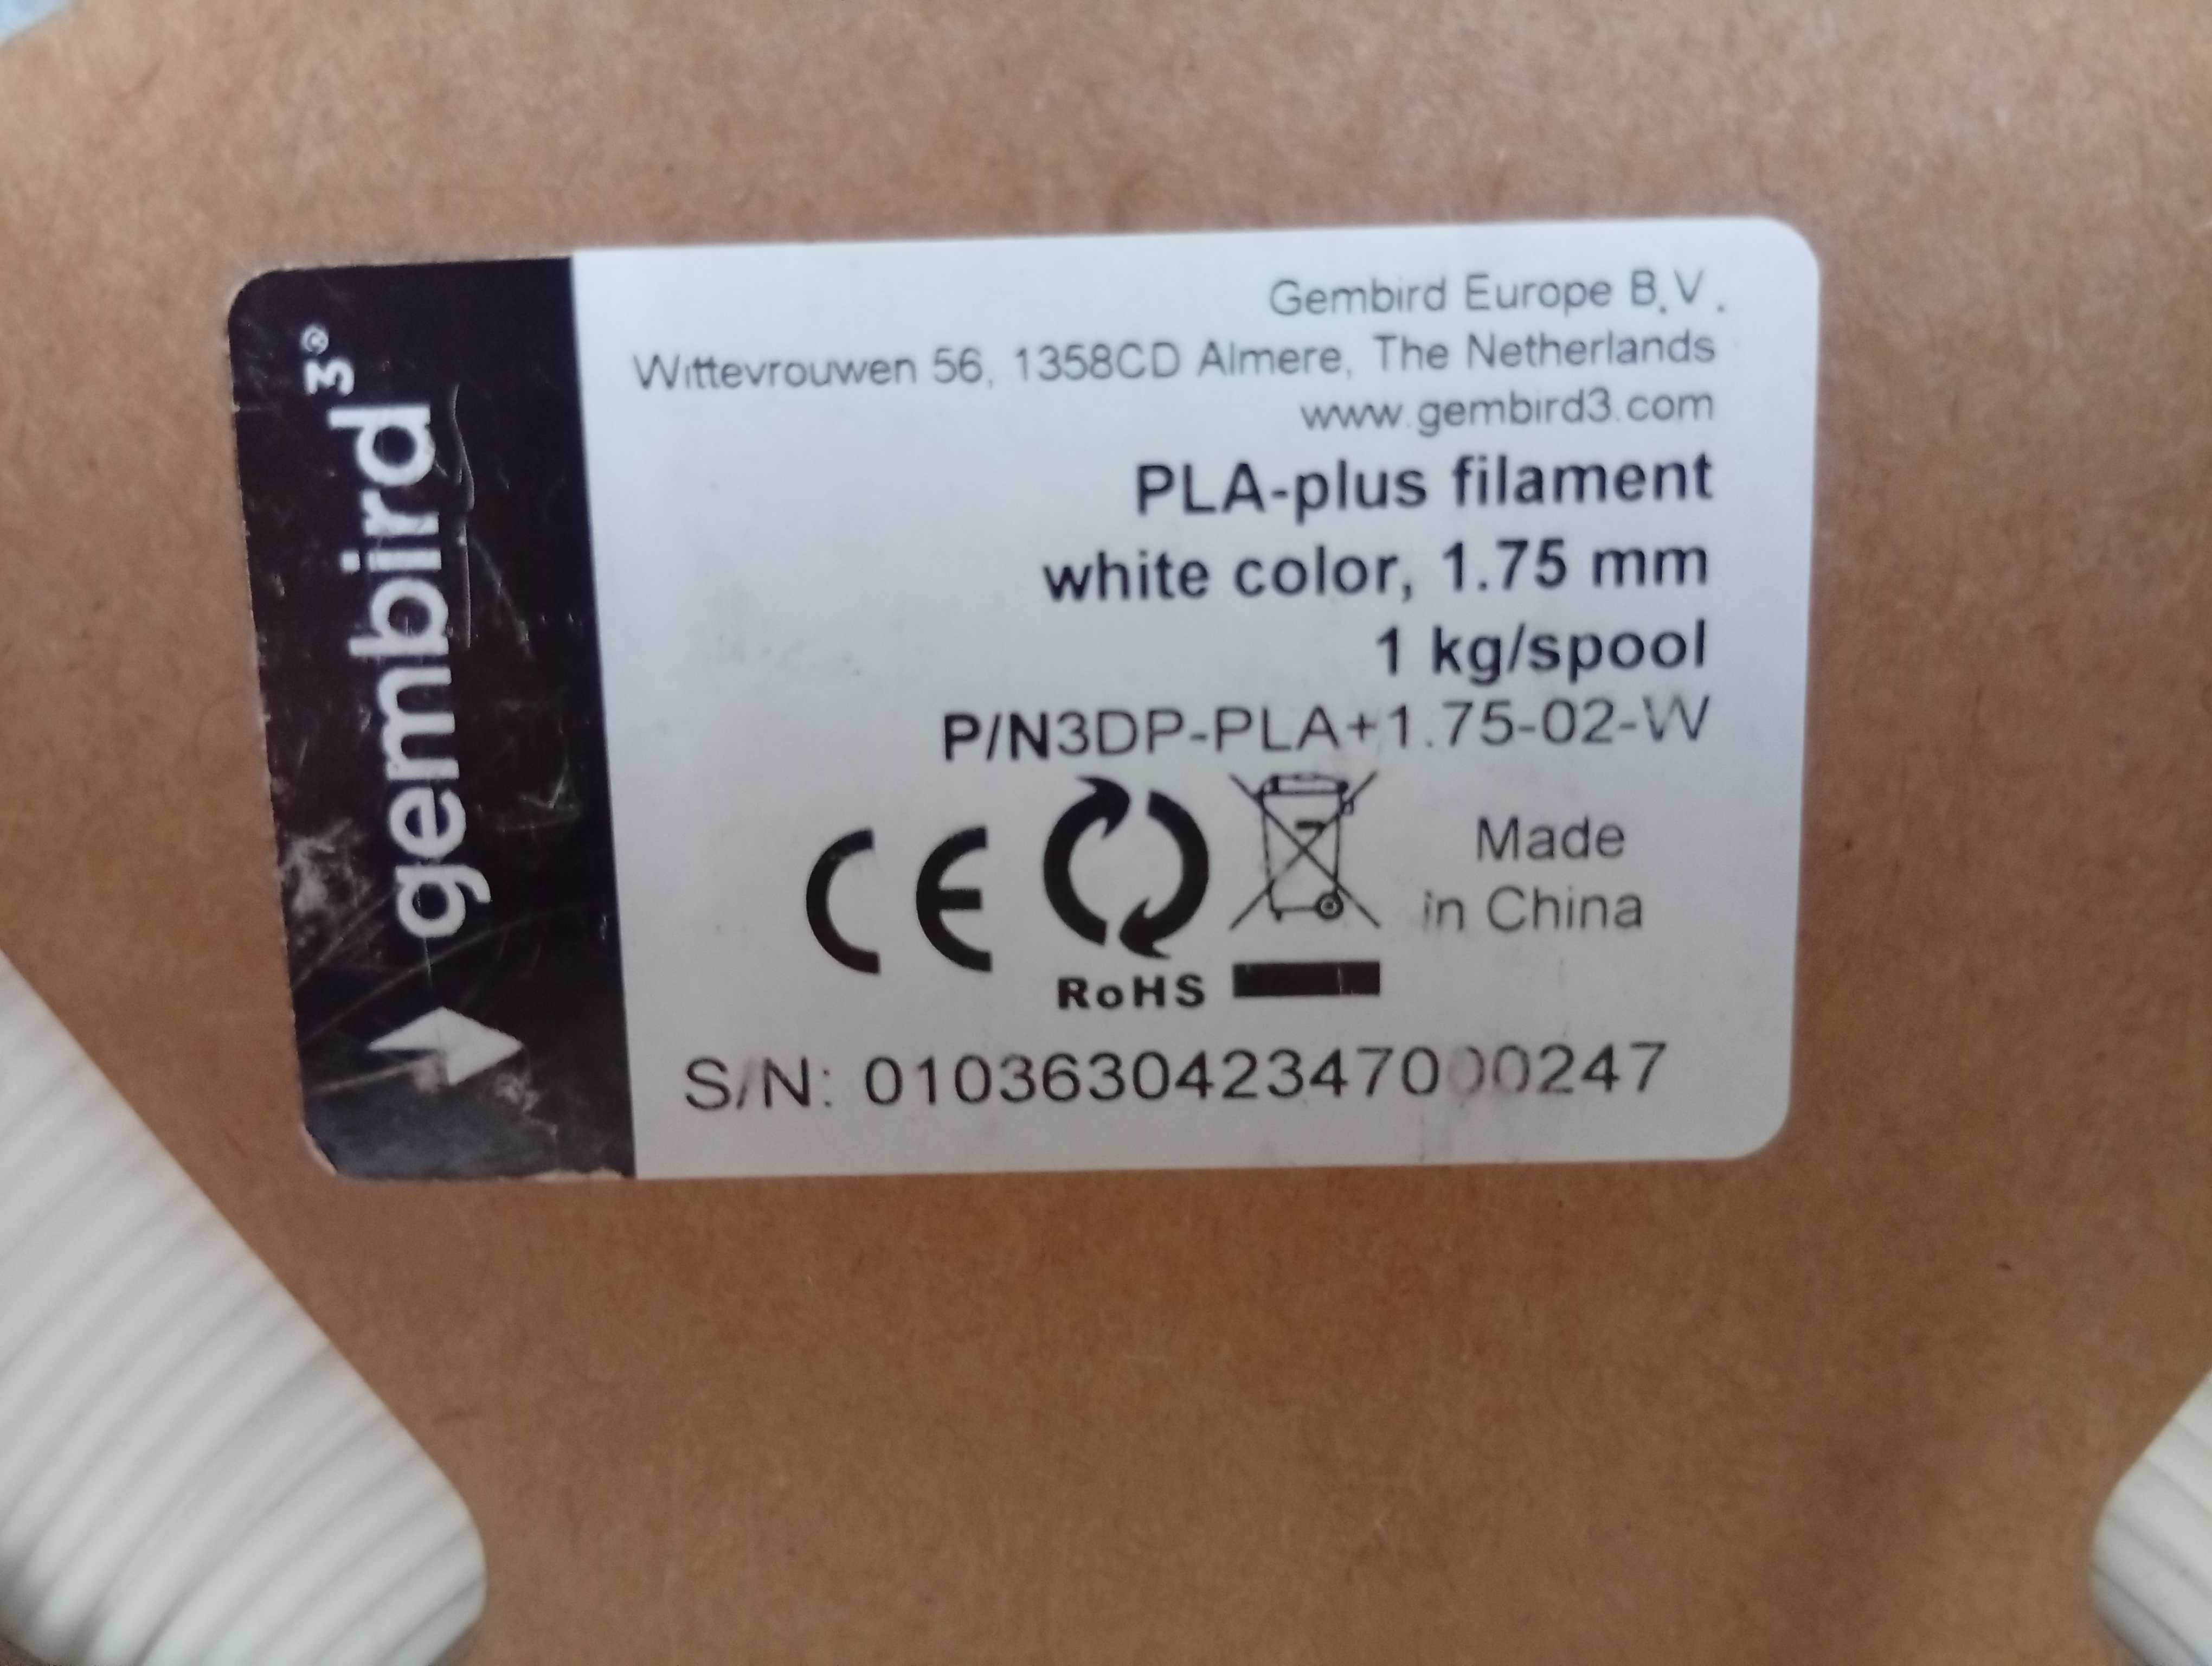 gembird3®
Gembird Europe B.V.
Wittevrouwen 56, 1358CD Almere, The Netherlands
www.gembird3.com
PLA-plus filament
white color, 1.75 mm
1 kg/spool
P/N3DP-PLA+1.75-02-W
CE
RoHS
Made
in China
S/N: 010363042347000247